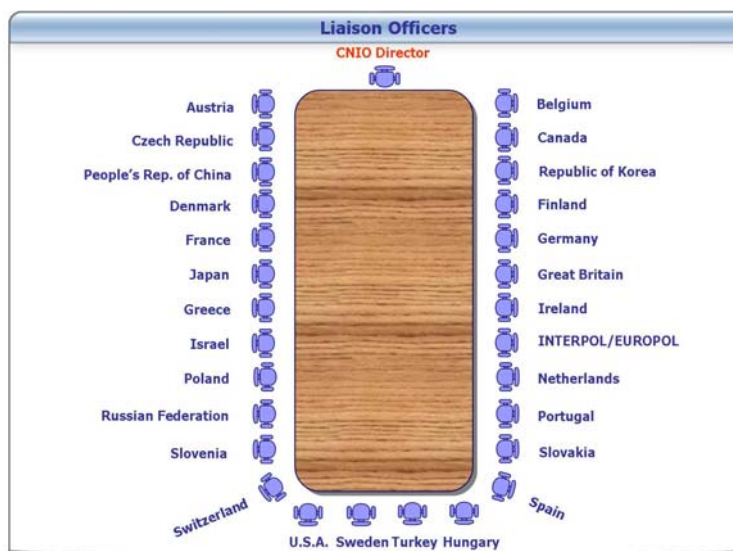 Liaison Officers
CNIO Director
Austria
Belgium
Czech Republic
Canada
People's Rep. of China
Republic of Korea
Denmark
Finland
France
Germany
Japan
Great Britain
Greece
Ireland
Israel
INTERPOL/EUROPOL
Poland
Netherlands
Russian Federation
Portugal
Slovenia
Slovakia
Switzerland
Spain
U.S.A. Sweden Turkey Hungary